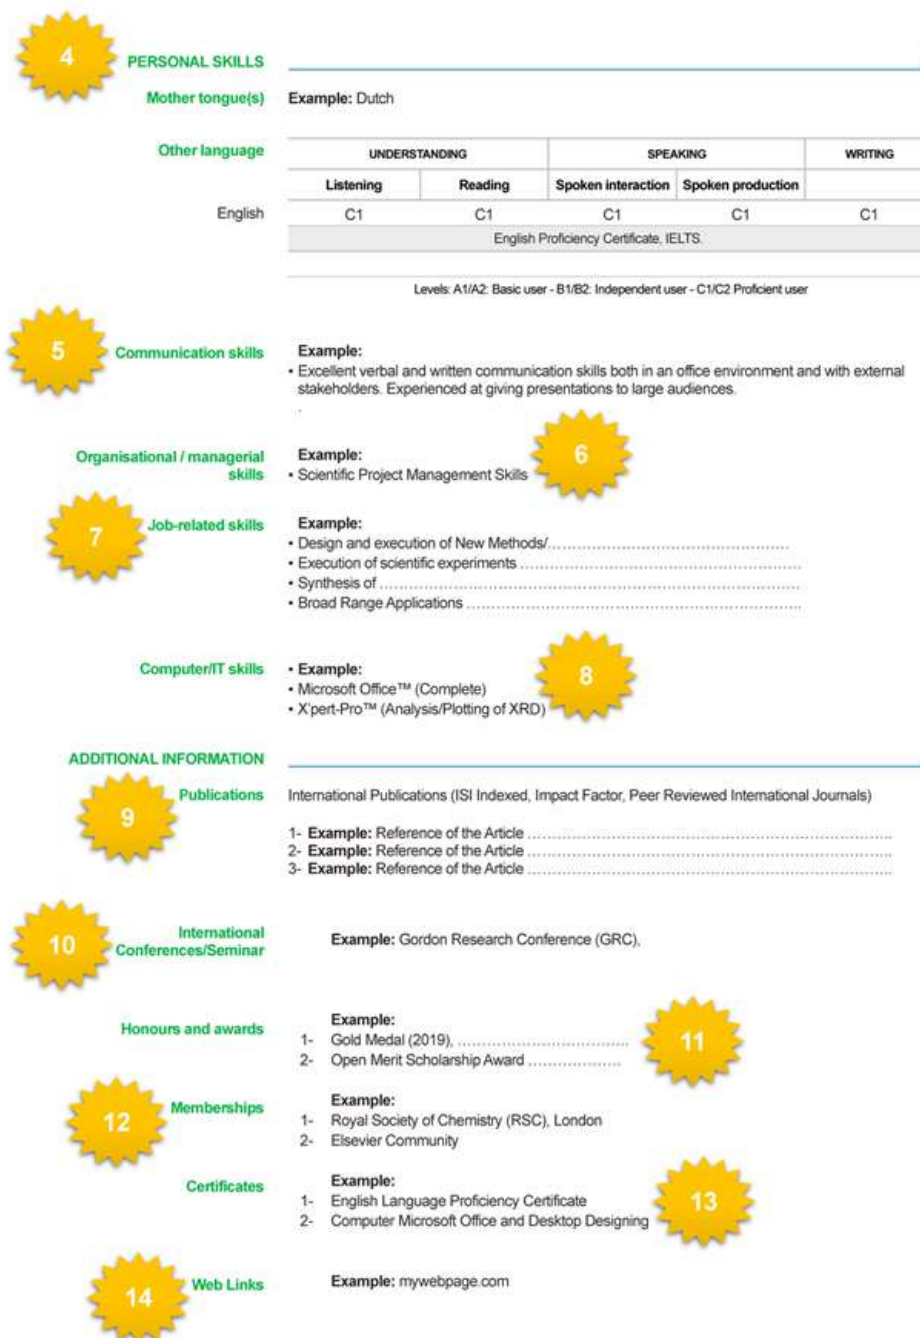 4
PERSONAL SKILLS
Mother tongue(s) Example: Dutch
Other language UNDERSTANDING SPEAKING WRITING
Listening Reading Spoken interaction Spoken production
English C1 C1 C1 C1 C1
English Proficiency Certificate, IELTS.
Levels: A1/A2: Basic user - B1/B2: Independent user - C1/C2 Proficient user
5
Communication skills Example:
• Excellent verbal and written communication skills both in an office environment and with external
stakeholders. Experienced at giving presentations to large audiences.
.
6
Organisational / managerial Example:
skills • Scientific Project Management Skills
7
Job-related skills Example:
• Design and execution of New Methods/……………………………………………
• Execution of scientific experiments ……………………………………………………
• Synthesis of ………………………………………………………………………………
• Broad Range Applications ………………………………………………………………
8
Computer/IT skills • Example:
• Microsoft Office™ (Complete)
• X'pert-Pro™ (Analysis/Plotting of XRD)
ADDITIONAL INFORMATION
9
Publications International Publications (ISI Indexed, Impact Factor, Peer Reviewed International Journals)
1- Example: Reference of the Article ……………………………………………………………
2- Example: Reference of the Article ……………………………………………………………
3- Example: Reference of the Article ……………………………………………………………
10
International
Conferences/Seminar Example: Gordon Research Conference (GRC),
11
Honours and awards Example:
1- Gold Medal (2019), ………………………………
2- Open Merit Scholarship Award …………………
12
Memberships Example:
1- Royal Society of Chemistry (RSC), London
2- Elsevier Community
13
Certificates Example:
1- English Language Proficiency Certificate
2- Computer Microsoft Office and Desktop Designing
14
Web Links Example: mywebpage.com